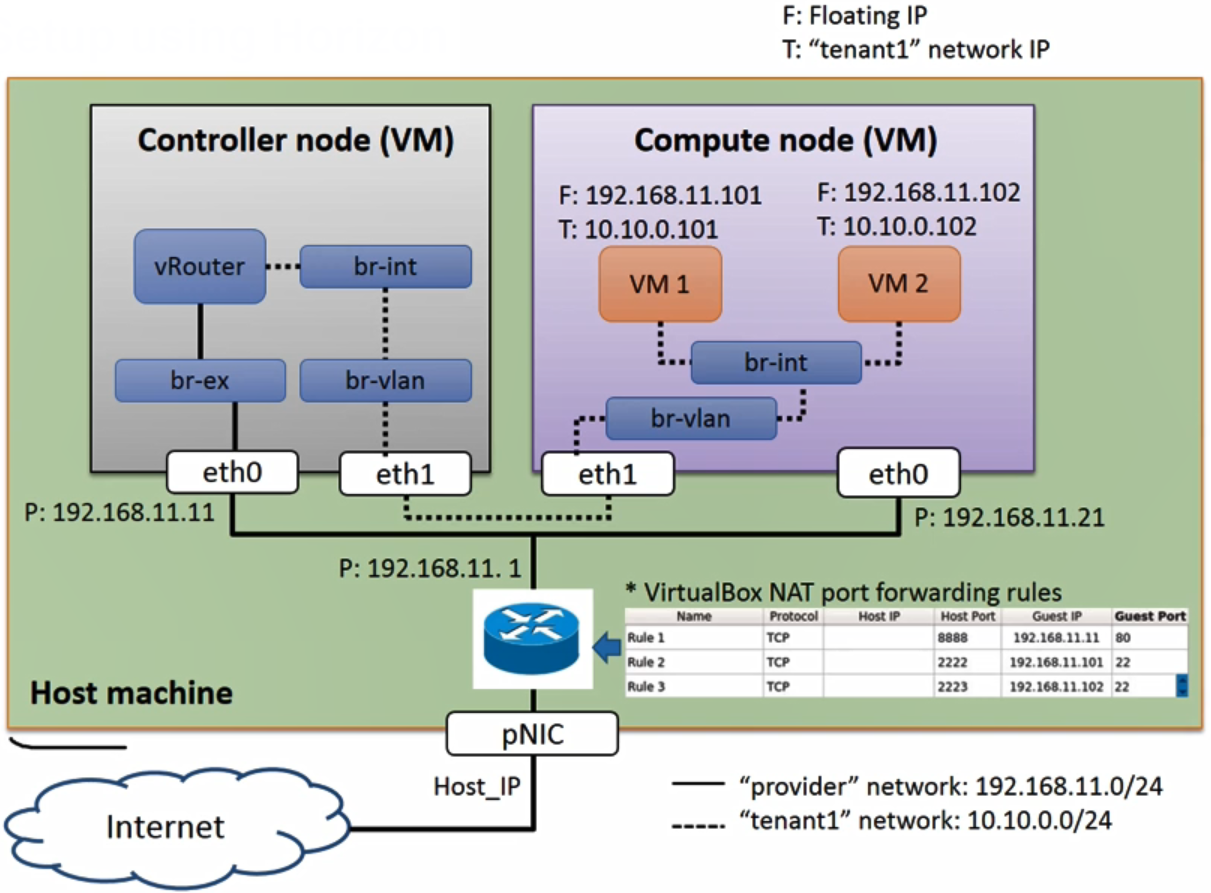 F: Floating IP
T: “tenant1” network IP
Controller node (VM)
Compute node (VM)
F: 192.168.11.101
T: 10.10.0.101
F: 192.168.11.102
T: 10.10.0.102
vRouter
br-int
VM 1
VM 2
br-ex
br-vlan
br-int
br-vlan
eth0
eth1
eth1
eth0
P: 192.168.11.11
P: 192.168.11.21
P: 192.168.11. 1
* VirtualBox NAT port forwarding rules
Name Protocol Host IP Host Port Guest IP Guest Port
Rule 1 TCP 8888 192.168.11.11 80
Rule 2 TCP 2222 192.168.11.101 22
Rule 3 TCP 2223 192.168.11.102 22
Host machine
pNIC
Host_IP
Internet
“provider” network: 192.168.11.0/24
“tenant1” network: 10.10.0.0/24